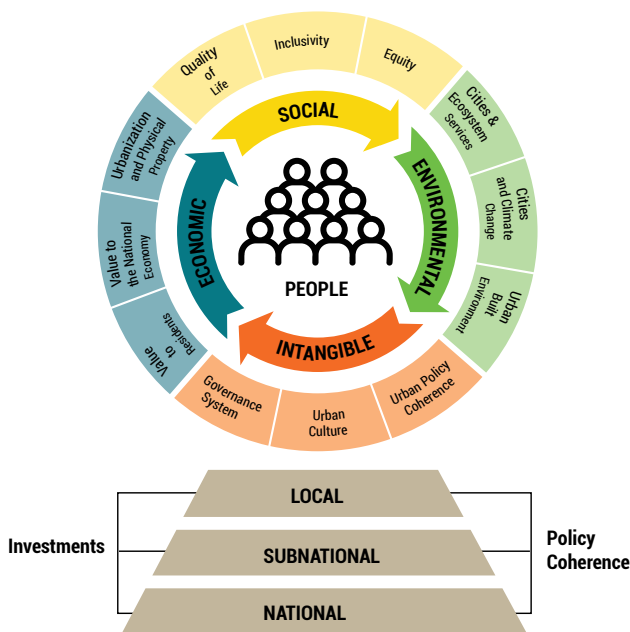 Quality
of
Life
Inclusivity
Equity
Cities &
Ecosystem
Services
Cities
and Climate
Change
Urban
Built
Environment
Urban Policy
Coherence
Urban
Culture
Governance
System
Value
to
Residents
Value to
the National
Economy
Urbanization
and Physical
Property
SOCIAL
ENVIRONMENTAL
INTANGIBLE
ECONOMIC
PEOPLE
LOCAL
SUBNATIONAL
NATIONAL
Investments
Policy
Coherence